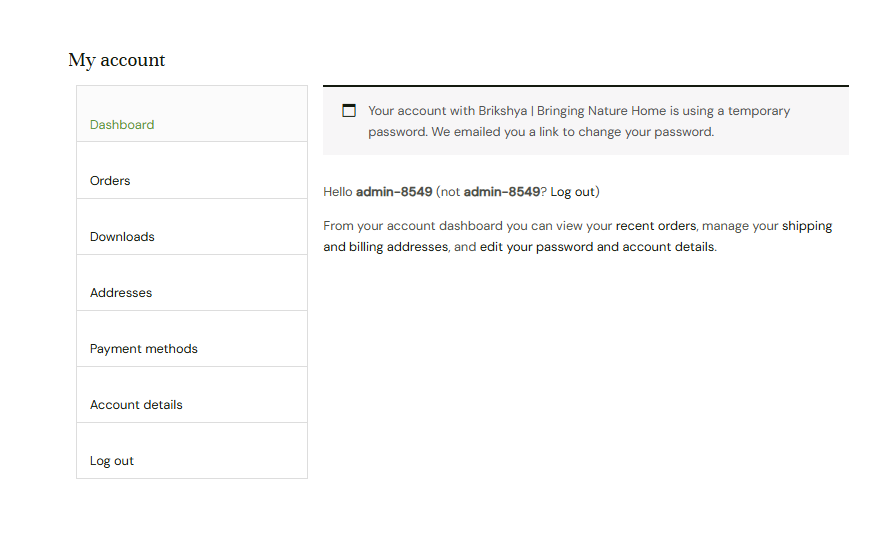 My account
Dashboard
Orders
Downloads
Addresses
Payment methods
Account details
Log out
Your account with Brikshya | Bringing Nature Home is using a temporary
password. We emailed you a link to change your password.
Hello admin-8549 (not admin-8549? Log out)
From your account dashboard you can view your recent orders, manage your shipping
and billing addresses, and edit your password and account details.